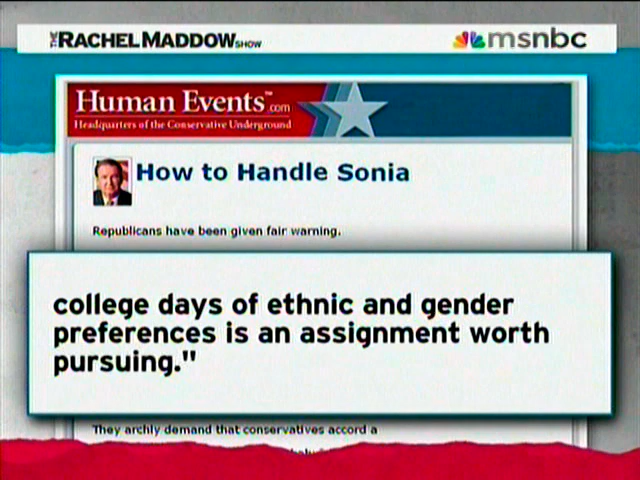 THE RACHEL MADDOW SHOW
msnbc
Human Events™.com
Headquarters of the Conservative Underground
How to Handle Sonia
Republicans have been given fair warning.
college days of ethnic and gender
preferences is an assignment worth
pursuing."
They archly demand that conservatives accord a